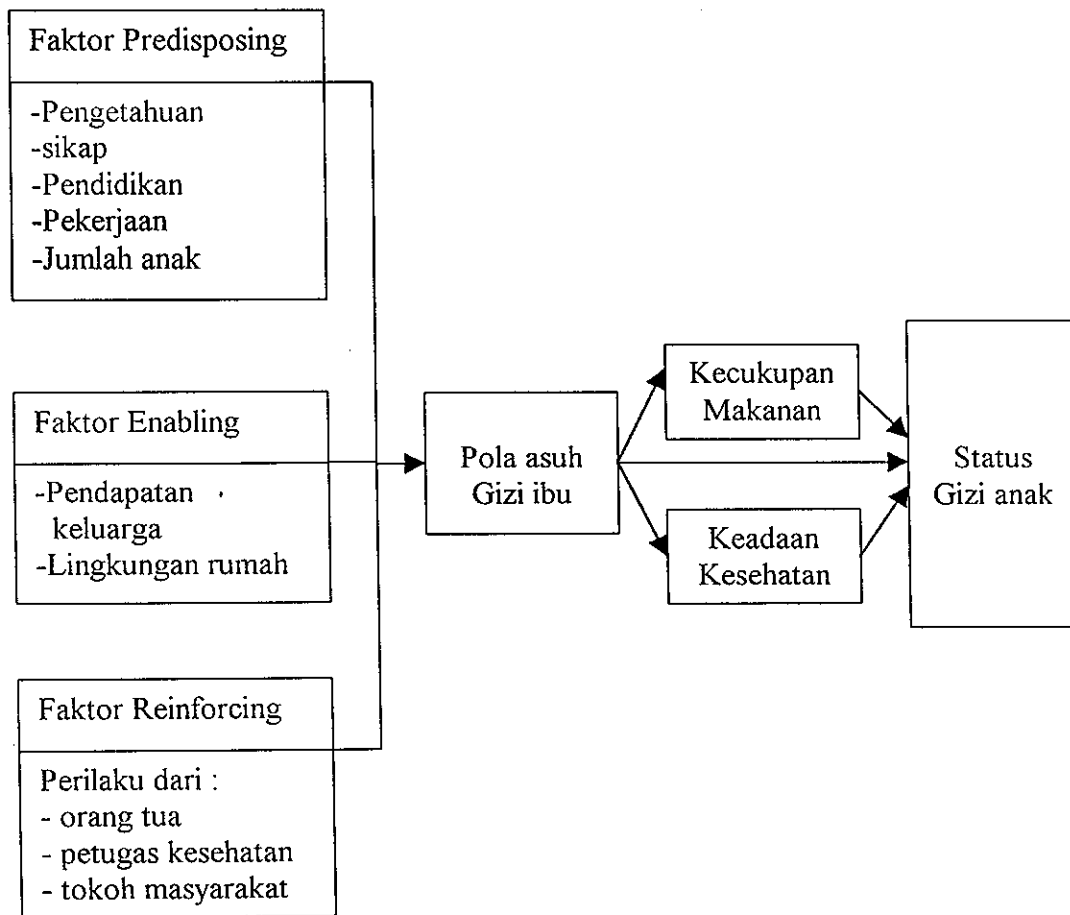 Faktor Predisposing
-Pengetahuan
-sikap
-Pendidikan
-Pekerjaan
-Jumlah anak
Faktor Enabling
-Pendapatan
keluarga
-Lingkungan rumah
Faktor Reinforcing
Perilaku dari :
- orang tua
- petugas kesehatan
- tokoh masyarakat
Pola asuh
Gizi ibu
Kecukupan
Makanan
Keadaan
Kesehatan
Status
Gizi anak